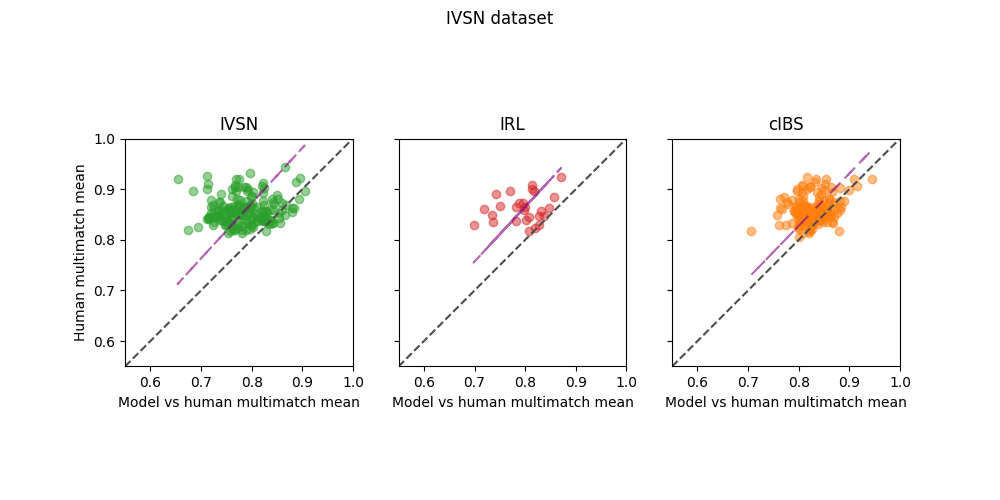 IVSN dataset
IVSN
IRL
cIBS
Human multimatch mean
1.0
0.9
0.8
0.7
0.6
0.6 0.7 0.8 0.9 1.0
0.6 0.7 0.8 0.9 1.0
0.6 0.7 0.8 0.9 1.0
Model vs human multimatch mean
Model vs human multimatch mean
Model vs human multimatch mean